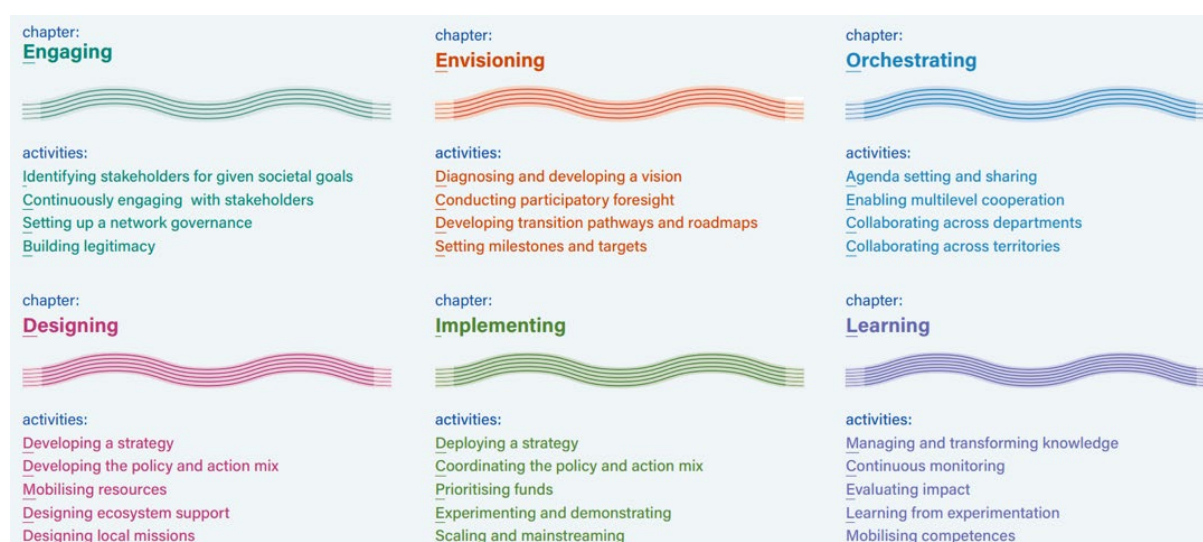 chapter:
Engaging
activities:
Identifying stakeholders for given societal goals
Continuously engaging with stakeholders
Setting up a network governance
Building legitimacy
chapter:
Envisioning
activities:
Diagnosing and developing a vision
Conducting participatory foresight
Developing transition pathways and roadmaps
Setting milestones and targets
chapter:
Orchestrating
activities:
Agenda setting and sharing
Enabling multilevel cooperation
Collaborating across departments
Collaborating across territories
chapter:
Designing
activities:
Developing a strategy
Developing the policy and action mix
Mobilising resources
Designing ecosystem support
Designing local missions
chapter:
Implementing
activities:
Deploying a strategy
Coordinating the policy and action mix
Prioritising funds
Experimenting and demonstrating
Scaling and mainstreaming
chapter:
Learning
activities:
Managing and transforming knowledge
Continuous monitoring
Evaluating impact
Learning from experimentation
Mobilising competences